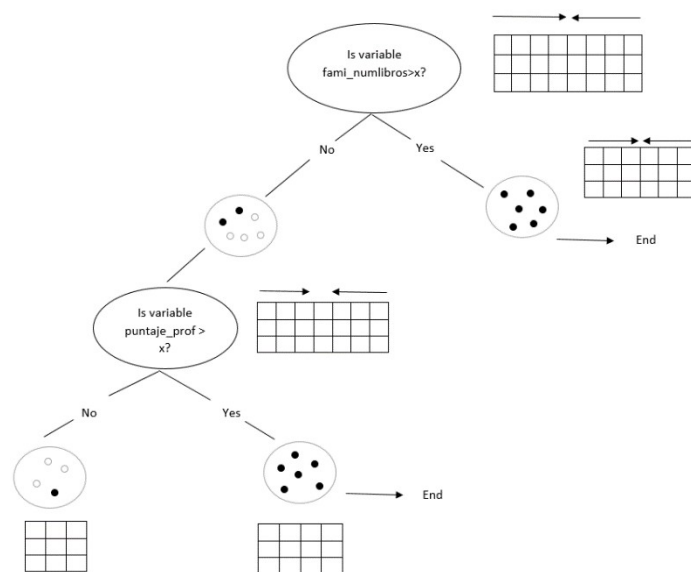 Is variable
fami_numlibros>x?
No
Yes
End
Is variable
puntaje_prof >
x?
No
Yes
End